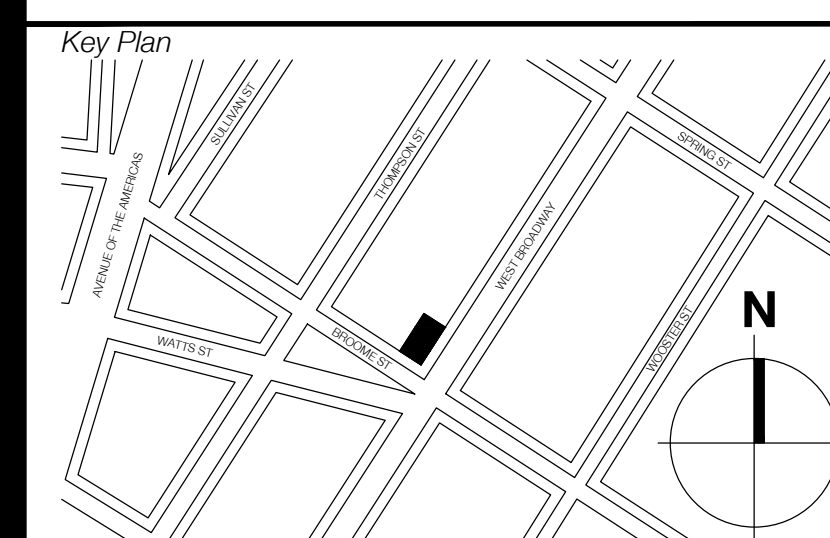 Key Plan
SULLIVAN ST
THOMPSON ST
SPRING ST
AVENUE OF THE AMERICAS
WEST BROADWAY
N
WATTS ST
BROOME ST
WOOSTER ST